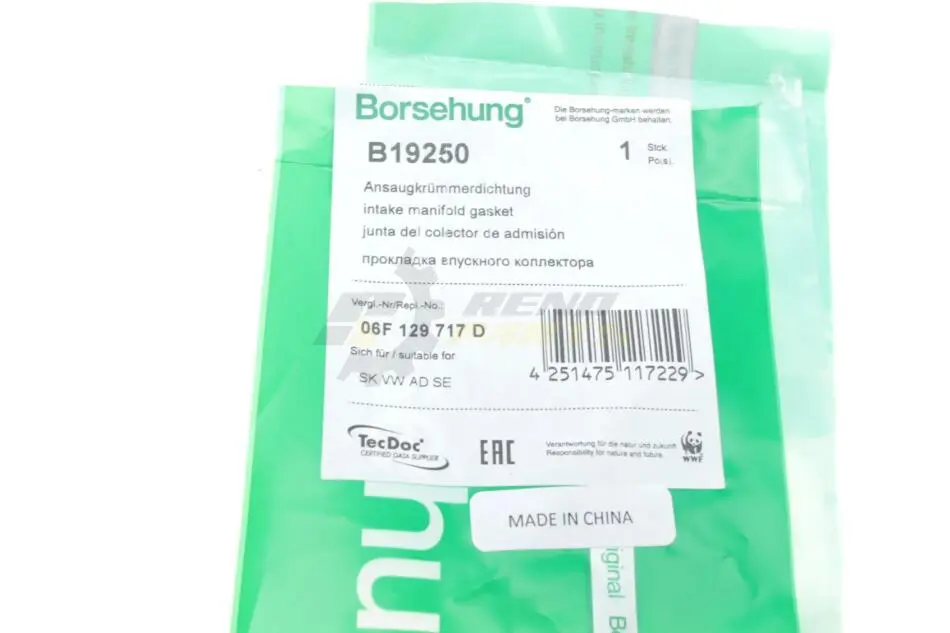 Borsehung®
Die Borsehung-marken werden
bei Borsehung GmbH behalten.
B19250
1
Stck.
Pc(s).
Ansaugkrümmerdichtung
intake manifold gasket
junta del colector de admisión
прокладка впускного коллектора
RENO
Vergl.-Nr/Repl.-No.:
06F 129 717 D
Sich für / suitable for
SK VW AD SE
4 251475 117229 >
TecDoc®
CERTIFIED DATA SUPPLIER
EAC
Verantwortung für die natur und zukunft
Responsibility for nature and future.
WWF
MADE IN CHINA
hu
iginal